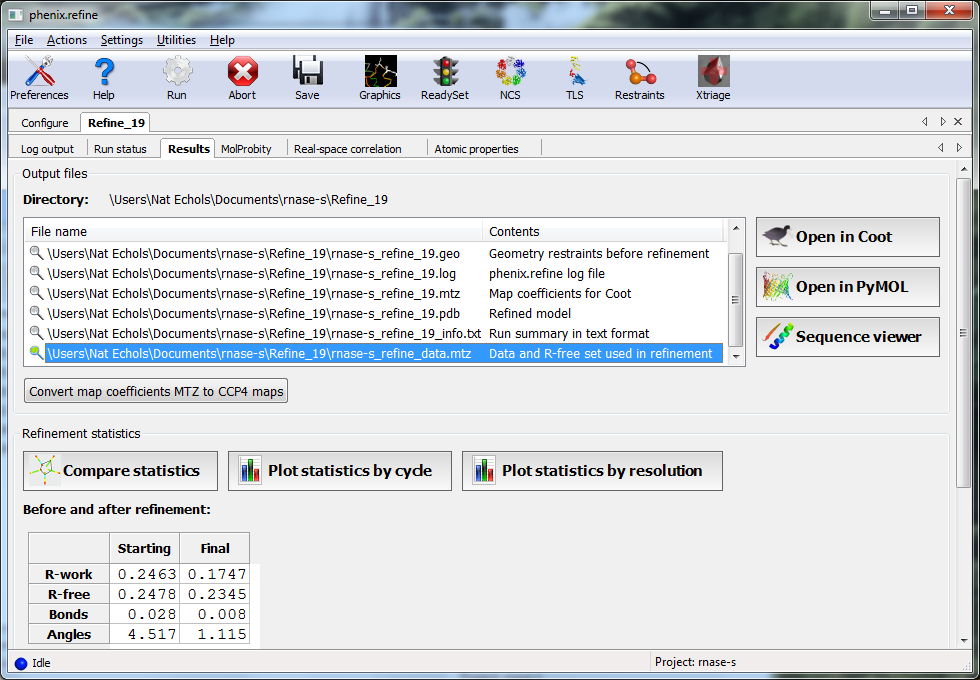 phenix.refine
File Actions Settings Utilities Help
Preferences Help Run Abort Save Graphics ReadySet NCS TLS Restraints Xtriage
Configure Refine_19
Log output Run status Results MolProbity Real-space correlation Atomic properties
Output files
Directory: \Users\Nat Echols\Documents\rnase-s\Refine_19
File name Contents
\Users\Nat Echols\Documents\rnase-s\Refine_19\rnase-s_refine_19.geo Geometry restraints before refinement
\Users\Nat Echols\Documents\rnase-s\Refine_19\rnase-s_refine_19.log phenix.refine log file
\Users\Nat Echols\Documents\rnase-s\Refine_19\rnase-s_refine_19.mtz Map coefficients for Coot
\Users\Nat Echols\Documents\rnase-s\Refine_19\rnase-s_refine_19.pdb Refined model
\Users\Nat Echols\Documents\rnase-s\Refine_19\rnase-s_refine_19_info.txt Run summary in text format
\Users\Nat Echols\Documents\rnase-s\Refine_19\rnase-s_refine_data.mtz Data and R-free set used in refinement
Open in Coot
Open in PyMOL
Sequence viewer
Convert map coefficients MTZ to CCP4 maps
Refinement statistics
Compare statistics Plot statistics by cycle Plot statistics by resolution
Before and after refinement:
Starting Final
R-work 0.2463 0.1747
R-free 0.2478 0.2345
Bonds 0.028 0.008
Angles 4.517 1.115
Idle Project: rnase-s